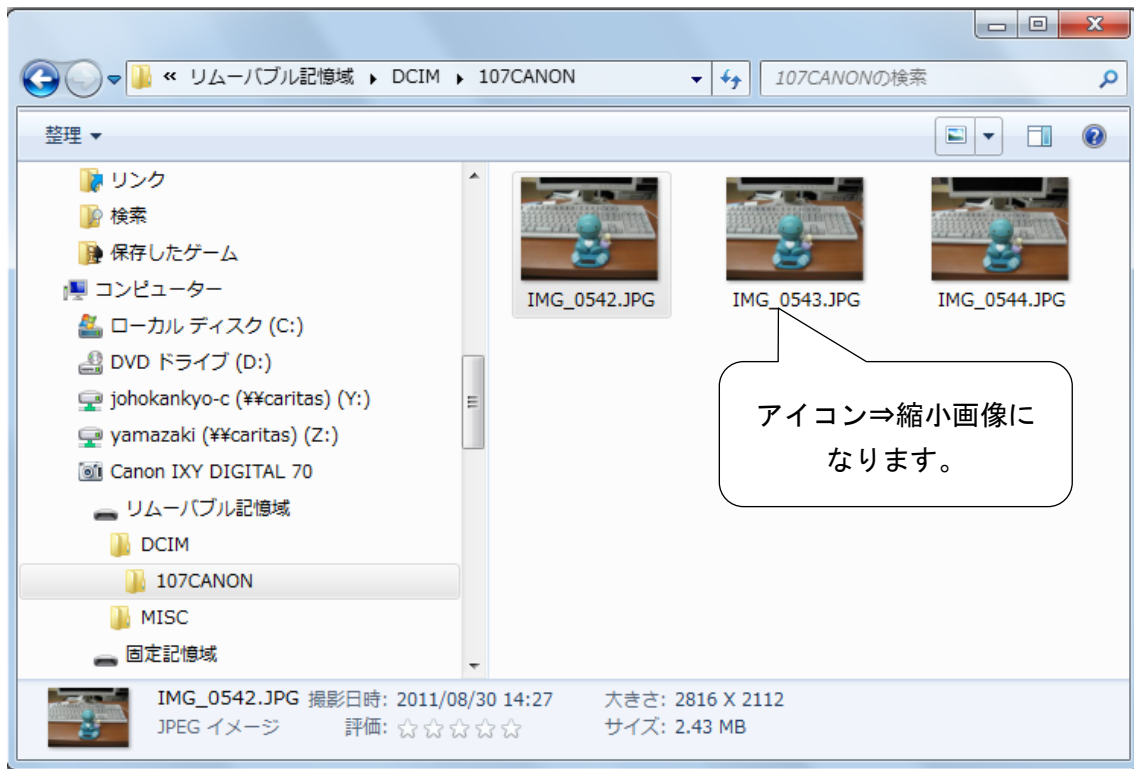 « リムーバブル記憶域 ▸ DCIM ▸ 107CANON
107CANONの検索
整理
リンク
検索
保存したゲーム
コンピューター
ローカル ディスク (C:)
DVD ドライブ (D:)
johokankyo-c (¥¥caritas) (Y:)
yamazaki (¥¥caritas) (Z:)
Canon IXY DIGITAL 70
リムーバブル記憶域
DCIM
107CANON
MISC
固定記憶域
IMG_0542.JPG
IMG_0543.JPG
IMG_0544.JPG
アイコン⇒縮小画像に
なります。
IMG_0542.JPG 撮影日時: 2011/08/30 14:27 大きさ: 2816 X 2112
JPEG イメージ 評価: ☆☆☆☆☆ サイズ: 2.43 MB